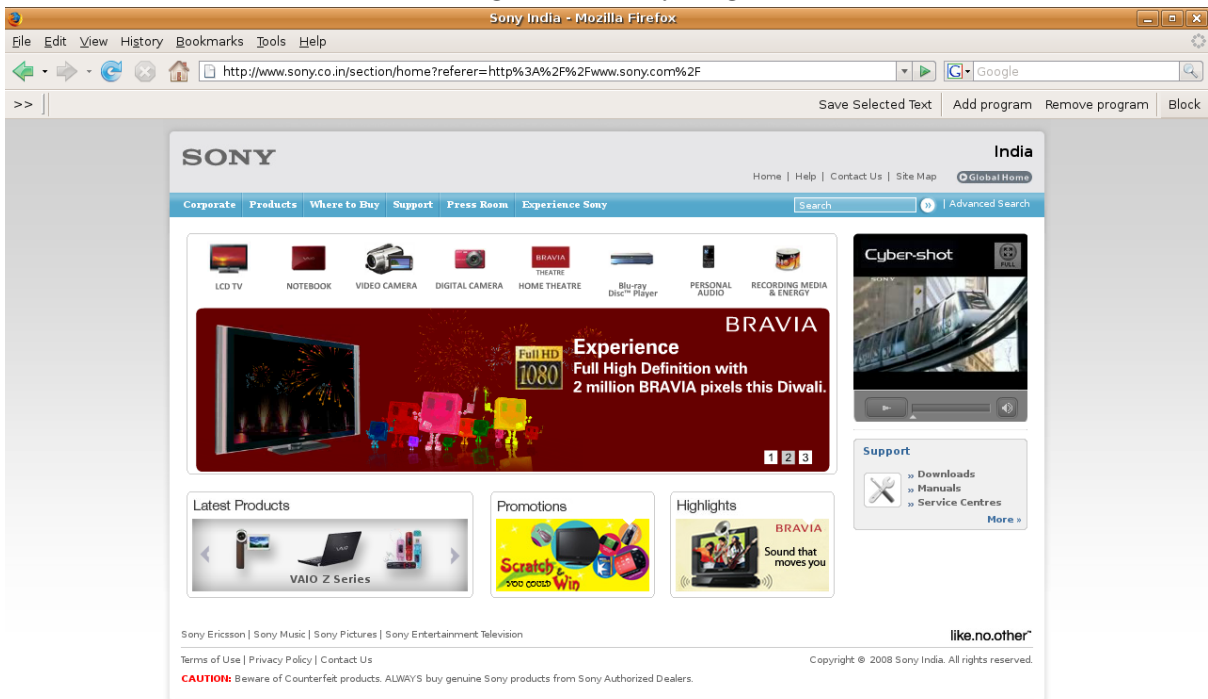 Sony India - Mozilla Firefox
File Edit View History Bookmarks Tools Help
http://www.sony.co.in/section/home?referer=http%3A%2F%2Fwww.sony.com%2F
G Google
>> Save Selected Text Add program Remove program Block
SONY
India
Home | Help | Contact Us | Site Map Global Home
Corporate Products Where to Buy Support Press Room Experience Sony Search » | Advanced Search
BRAVIA
THEATRE
LCD TV NOTEBOOK VIDEO CAMERA DIGITAL CAMERA HOME THEATRE Blu-ray Disc™ Player PERSONAL AUDIO RECORDING MEDIA & ENERGY
BRAVIA
Full HD 1080
Experience
Full High Definition with
2 million BRAVIA pixels this Diwali.
1 2 3
Cyber-shot
FULL
SONY
Support
» Downloads
» Manuals
» Service Centres
More »
Latest Products
VAIO Z Series
Promotions
Scratch &
you could Win
Highlights
BRAVIA
Sound that
moves you
Sony Ericsson | Sony Music | Sony Pictures | Sony Entertainment Television
like.no.other™
Terms of Use | Privacy Policy | Contact Us
Copyright © 2008 Sony India. All rights reserved.
CAUTION: Beware of Counterfeit products. ALWAYS buy genuine Sony products from Sony Authorized Dealers.